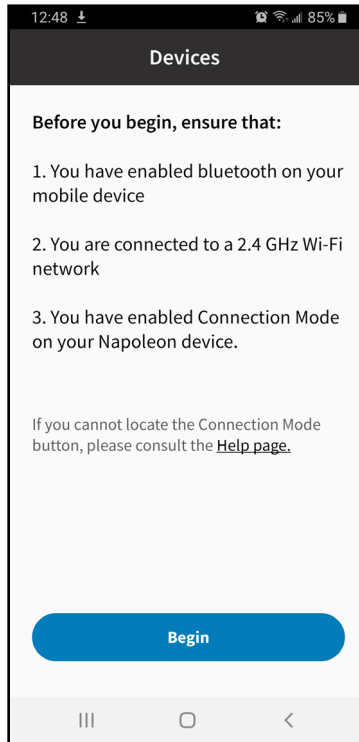 12:48
85%
Devices
Before you begin, ensure that:
1. You have enabled bluetooth on your
mobile device
2. You are connected to a 2.4 GHz Wi-Fi
network
3. You have enabled Connection Mode
on your Napoleon device.
If you cannot locate the Connection Mode
button, please consult the Help page.
Begin